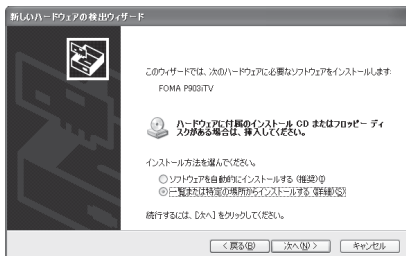 新しいハードウェアの検出ウィザード
このウィザードでは、次のハードウェアに必要なソフトウェアをインストールします:
FOMA P903iTV
ハードウェアに付属のインストール CD またはフロッピー ディ
スクがある場合は、挿入してください。
インストール方法を選んでください。
ソフトウェアを自動的にインストールする (推奨)(I)
一覧または特定の場所からインストールする (詳細)(S)
続行するには、[次へ] をクリックしてください。
< 戻る(B)
次へ(N) >
キャンセル